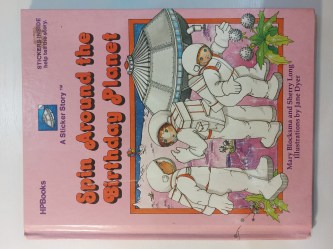 STICKERS INSIDE
help tell the story.
HPBooks
A Sticker Story™
Spin Around the
Birthday Planet
Mary Blocksma and Sherry Long
Illustrations by Jane Dyer